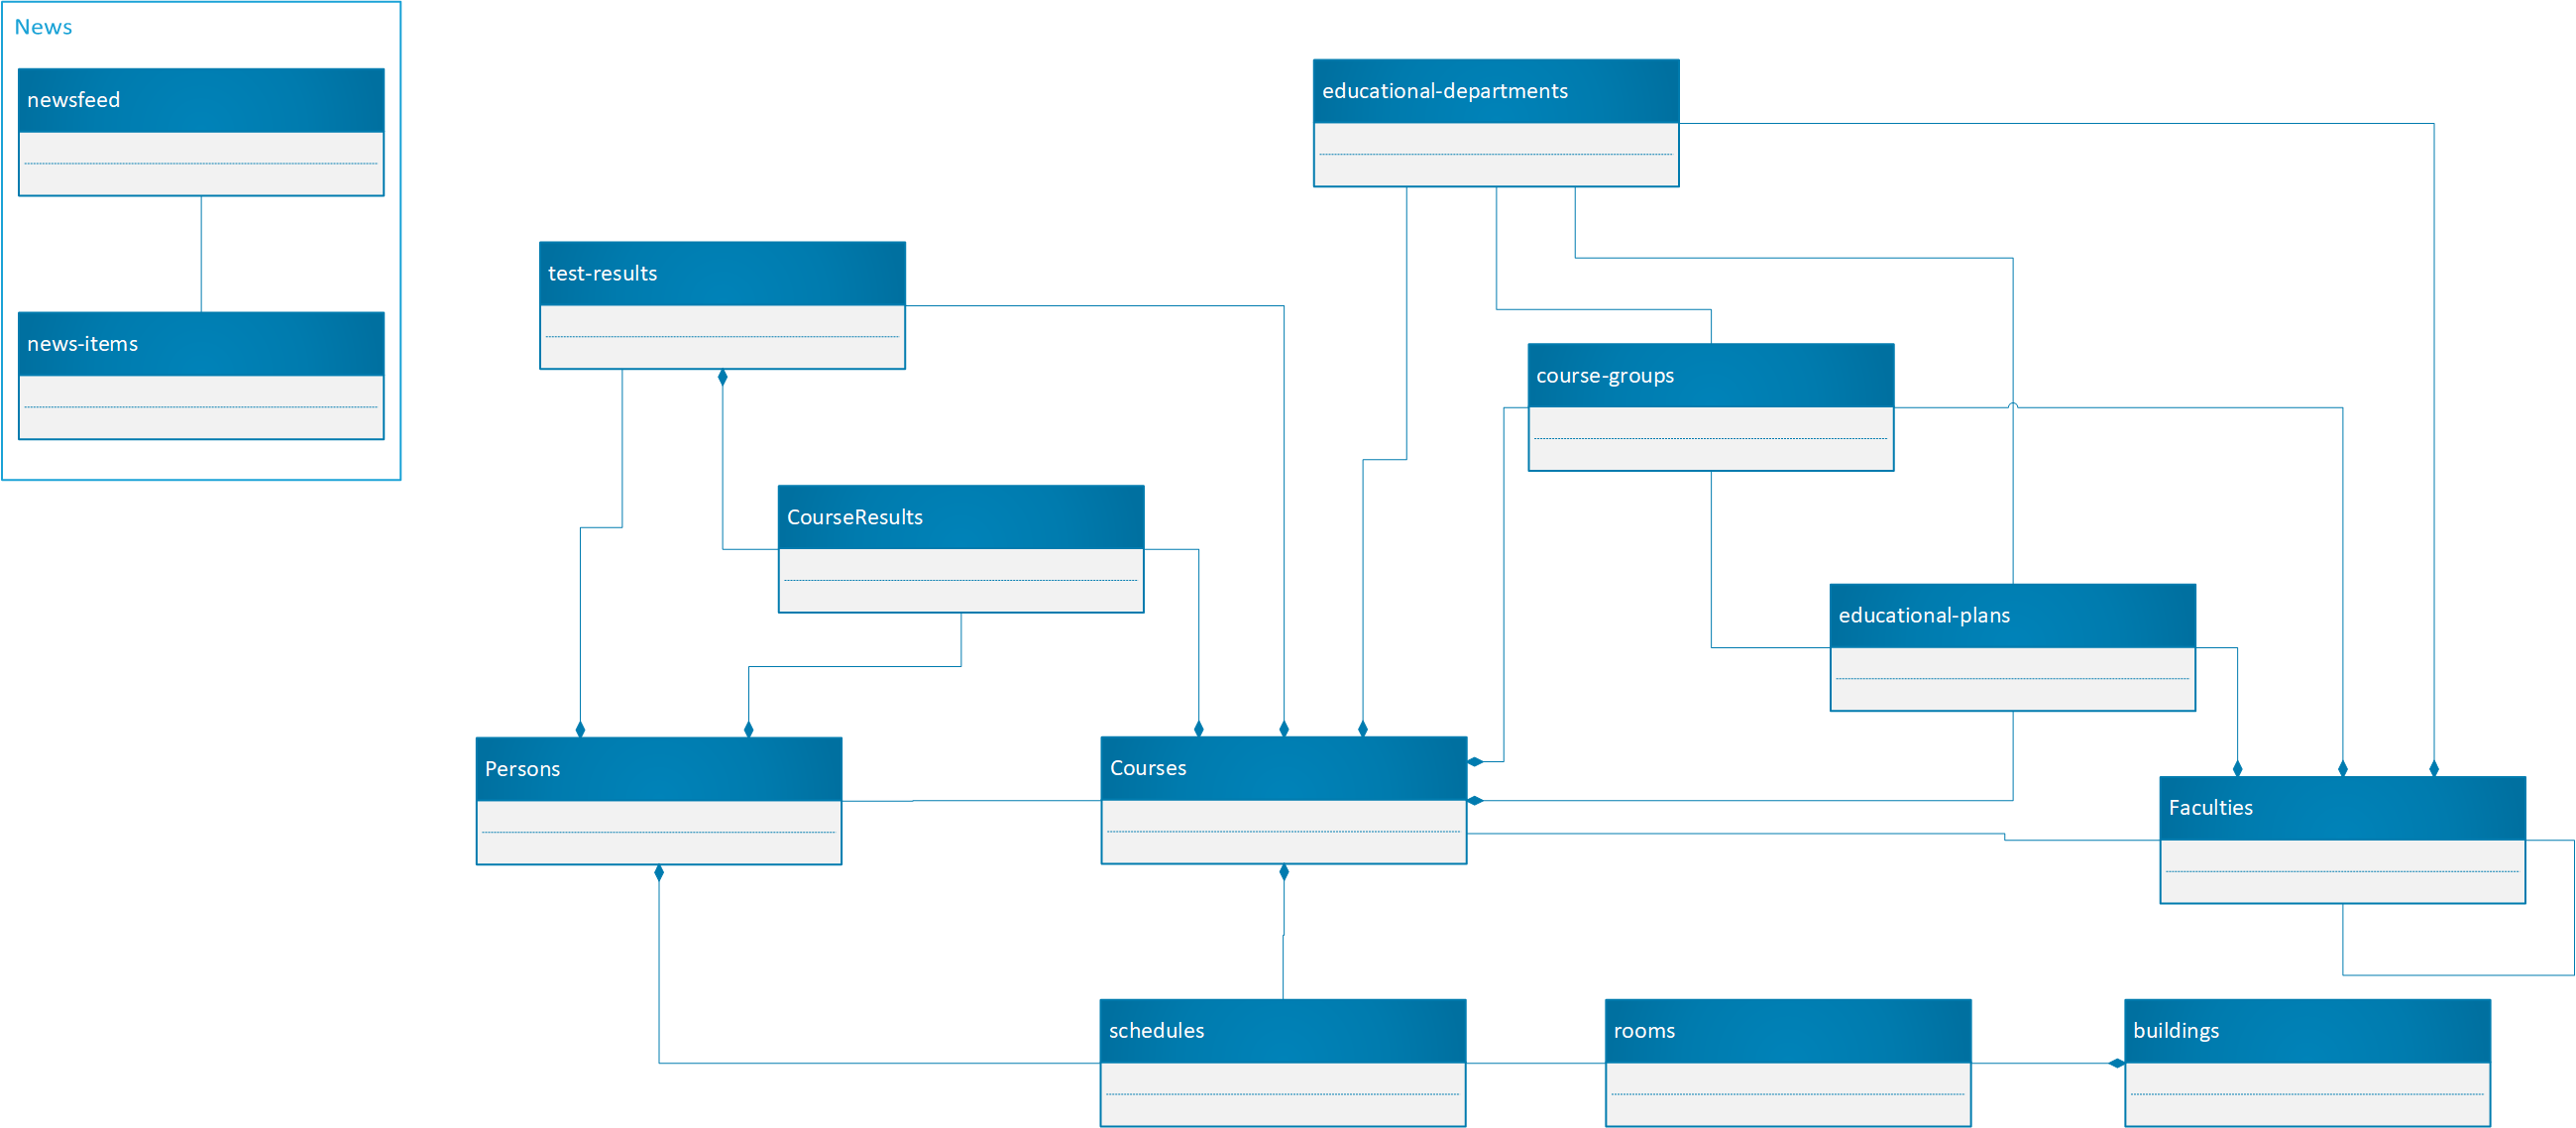 News
newsfeed
educational-departments
test-results
news-items
course-groups
CourseResults
educational-plans
Persons
Courses
Faculties
schedules
rooms
buildings